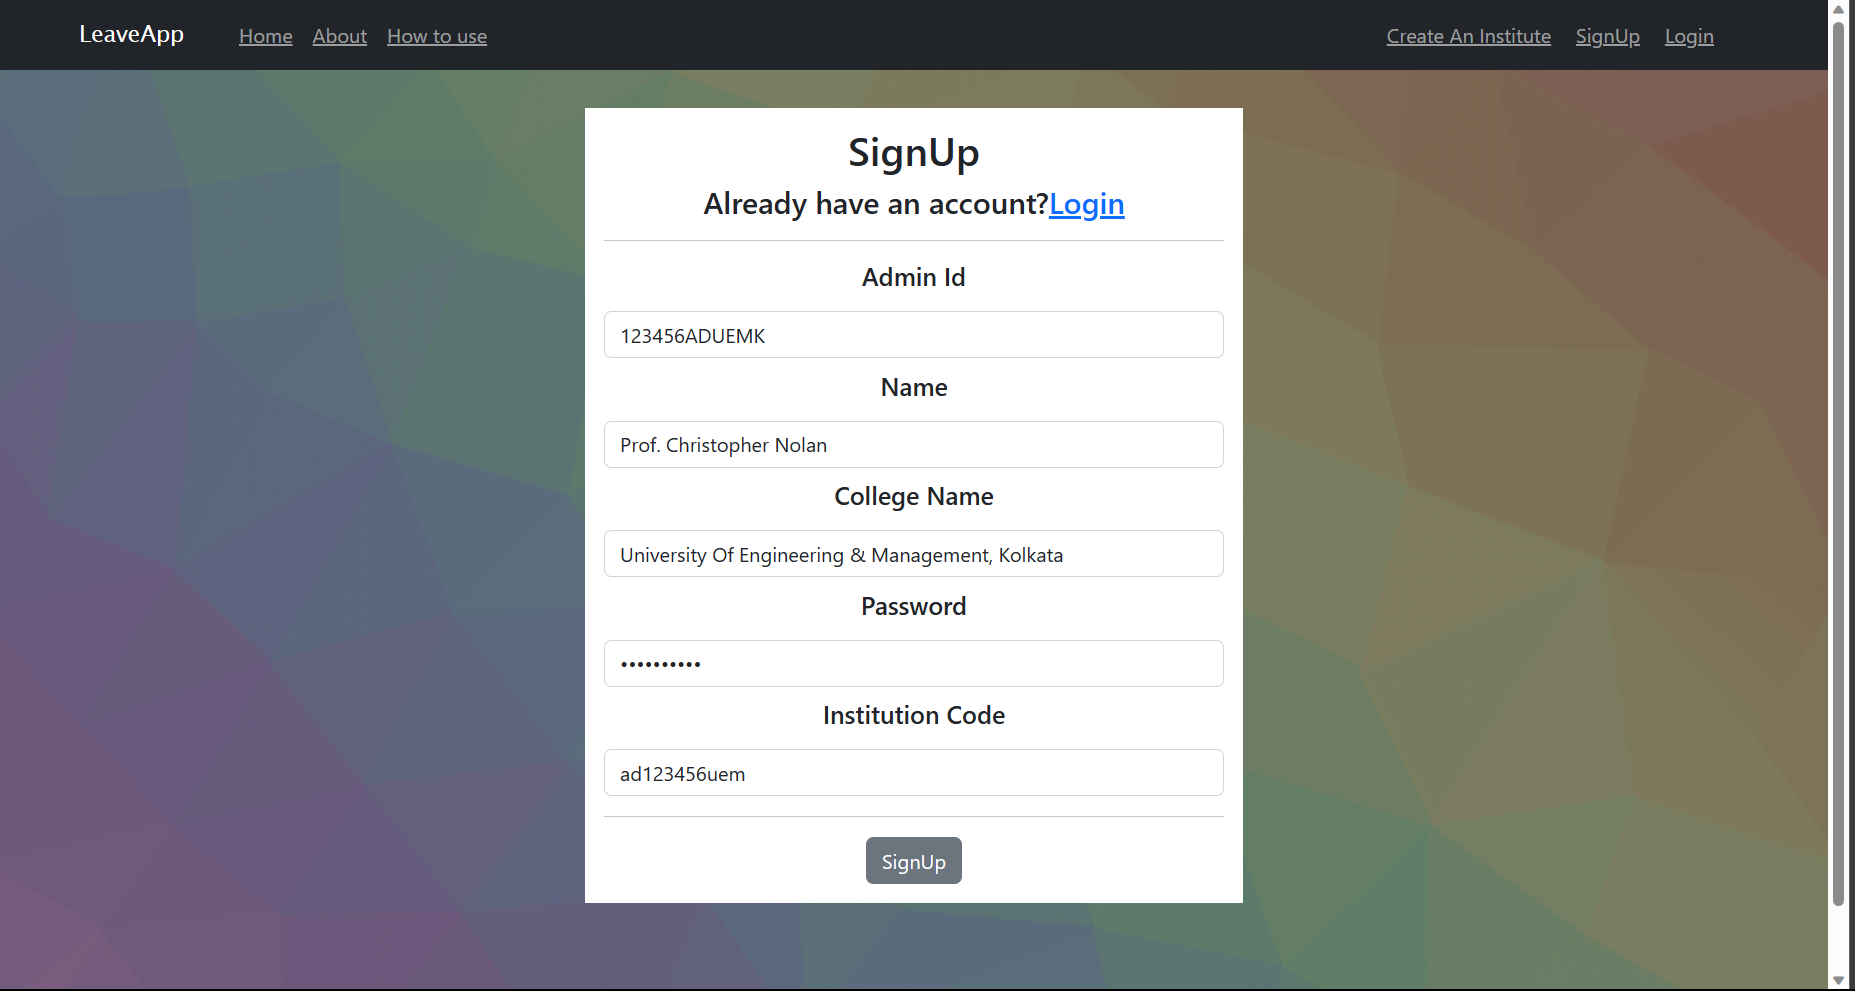 LeaveApp Home About How to use Create An Institute SignUp Login
SignUp
Already have an account?Login
Admin Id
123456ADUEMK
Name
Prof. Christopher Nolan
College Name
University Of Engineering & Management, Kolkata
Password
••••••••••
Institution Code
ad123456uem
SignUp